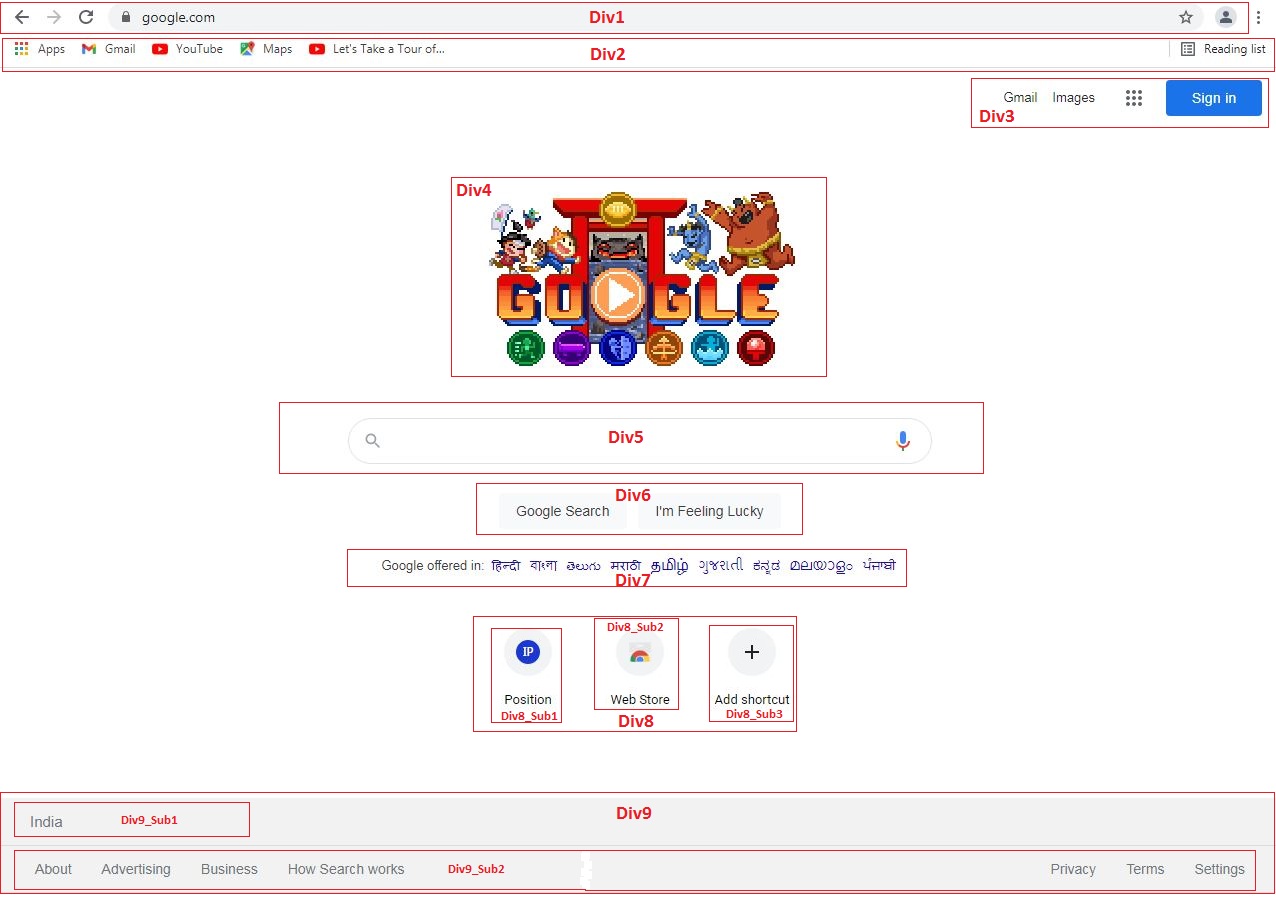 google.com Div1
Apps Gmail YouTube Maps Let's Take a Tour of... Div2 Reading list
Gmail Images Sign in
Div3
Div4
GOOGLE
Div5
Div6
Google Search I'm Feeling Lucky
Google offered in: हिन्दी বাংলা తెలుగు मराठी தமிழ் ગુજરાતી ಕನ್ನಡ മലയാളം ਪੰਜਾਬੀ
Div7
Div8_Sub2
IP
Position Web Store Add shortcut
Div8_Sub1 Div8 Div8_Sub3
Div9
India Div9_Sub1
About Advertising Business How Search works Div9_Sub2 Privacy Terms Settings